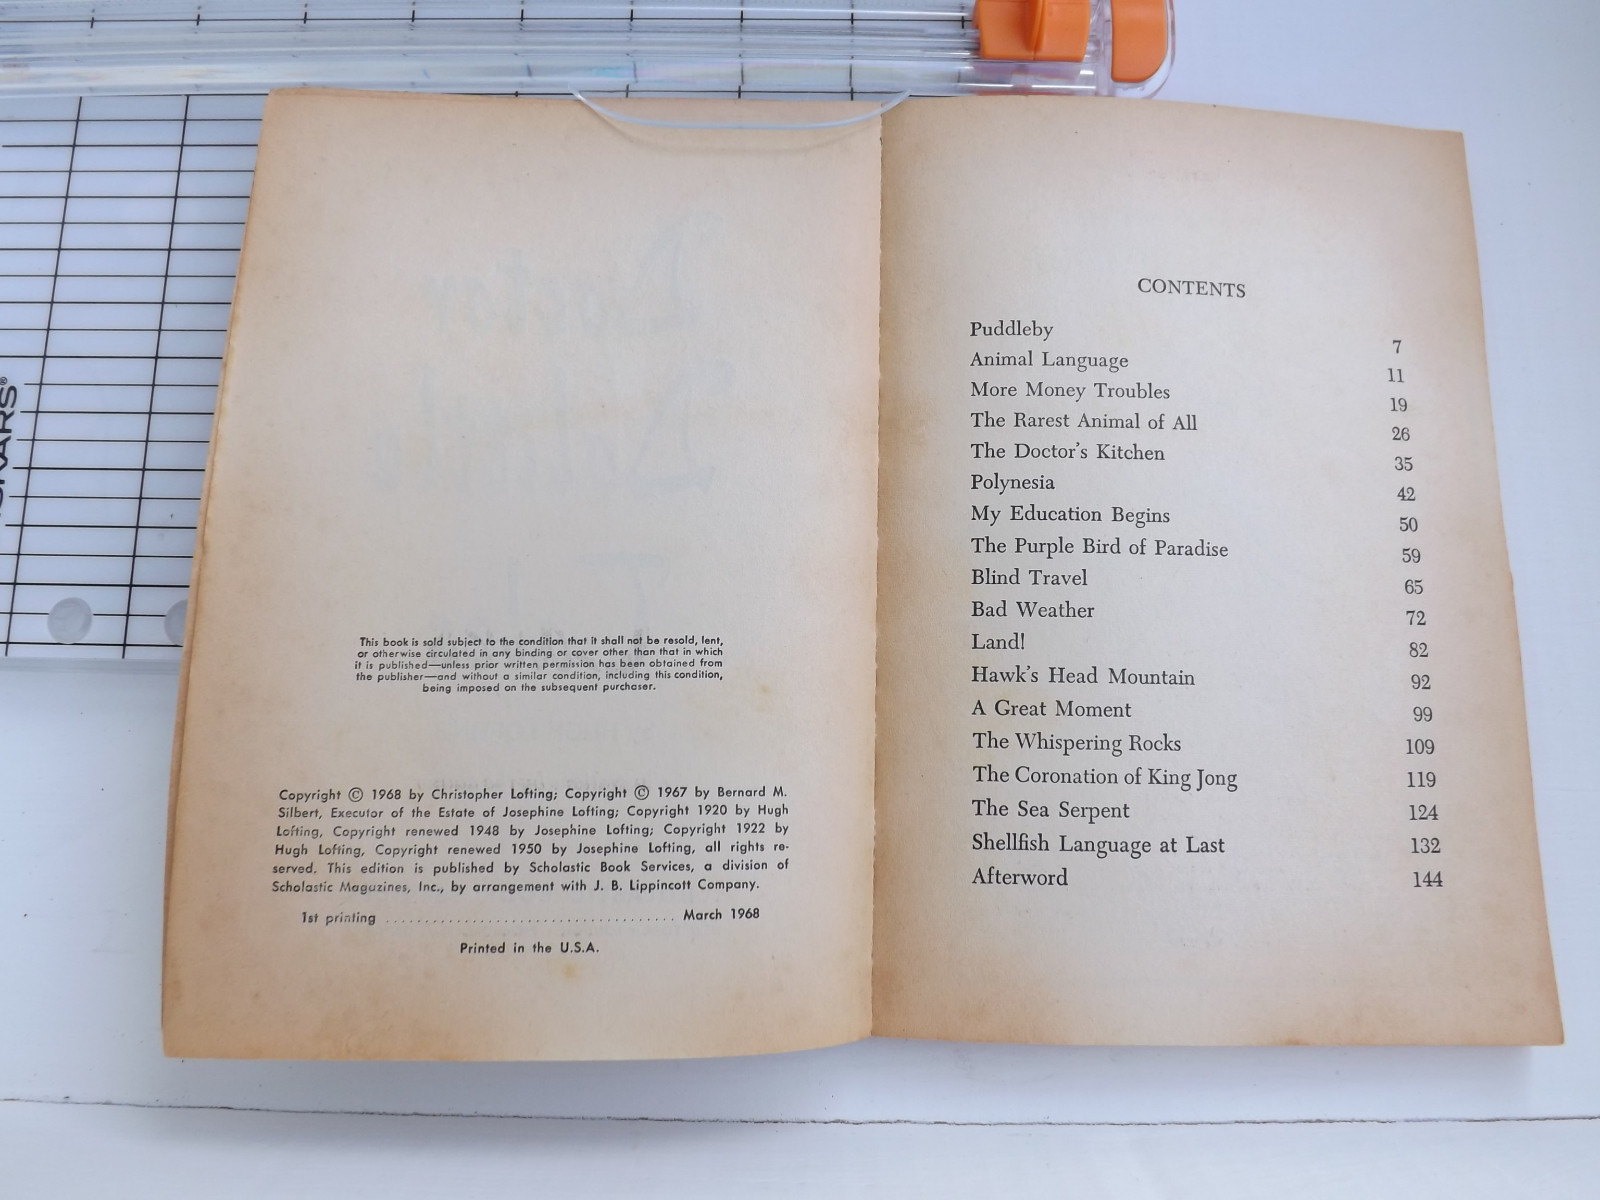 This book is sold subject to the condition that it shall not be resold, lent,
or otherwise circulated in any binding or cover other than that in which
it is published—unless prior written permission has been obtained from
the publisher—and without a similar condition, including this condition,
being imposed on the subsequent purchaser.
Copyright © 1968 by Christopher Lofting; Copyright © 1967 by Bernard M.
Silbert, Executor of the Estate of Josephine Lofting; Copyright 1920 by Hugh
Lofting, Copyright renewed 1948 by Josephine Lofting; Copyright 1922 by
Hugh Lofting, Copyright renewed 1950 by Josephine Lofting, all rights re-
served. This edition is published by Scholastic Book Services, a division of
Scholastic Magazines, Inc., by arrangement with J. B. Lippincott Company.
1st printing ..................................... March 1968
Printed in the U.S.A.
CONTENTS
Puddleby 7
Animal Language 11
More Money Troubles 19
The Rarest Animal of All 26
The Doctor's Kitchen 35
Polynesia 42
My Education Begins 50
The Purple Bird of Paradise 59
Blind Travel 65
Bad Weather 72
Land! 82
Hawk's Head Mountain 92
A Great Moment 99
The Whispering Rocks 109
The Coronation of King Jong 119
The Sea Serpent 124
Shellfish Language at Last 132
Afterword 144